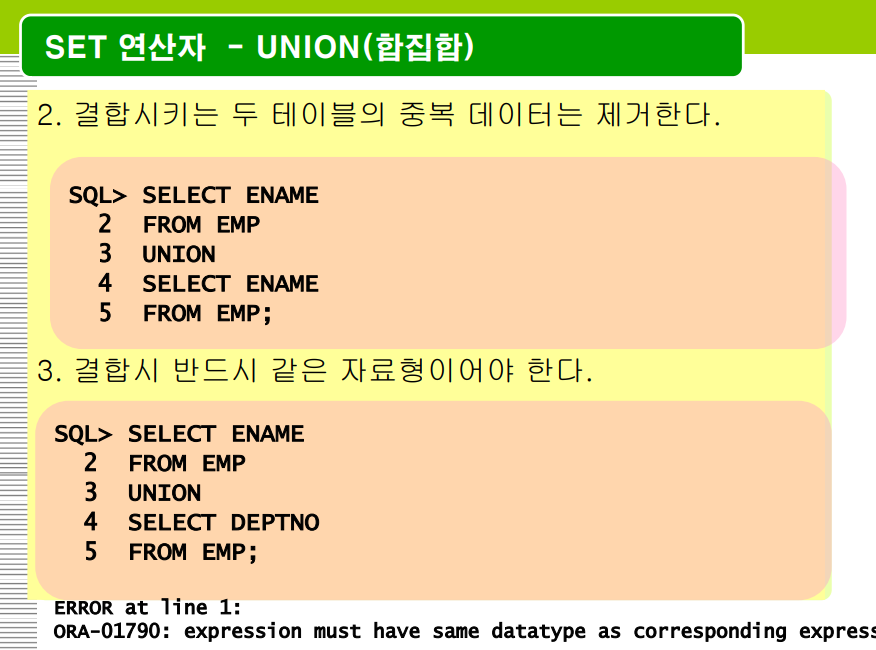 SET 연산자 - UNION(합집합)
2. 결합시키는 두 테이블의 중복 데이터는 제거한다.
SQL> SELECT ENAME
2 FROM EMP
3 UNION
4 SELECT ENAME
5 FROM EMP;
3. 결합시 반드시 같은 자료형이어야 한다.
SQL> SELECT ENAME
2 FROM EMP
3 UNION
4 SELECT DEPTNO
5 FROM EMP;
ERROR at line 1:
ORA-01790: expression must have same datatype as corresponding express